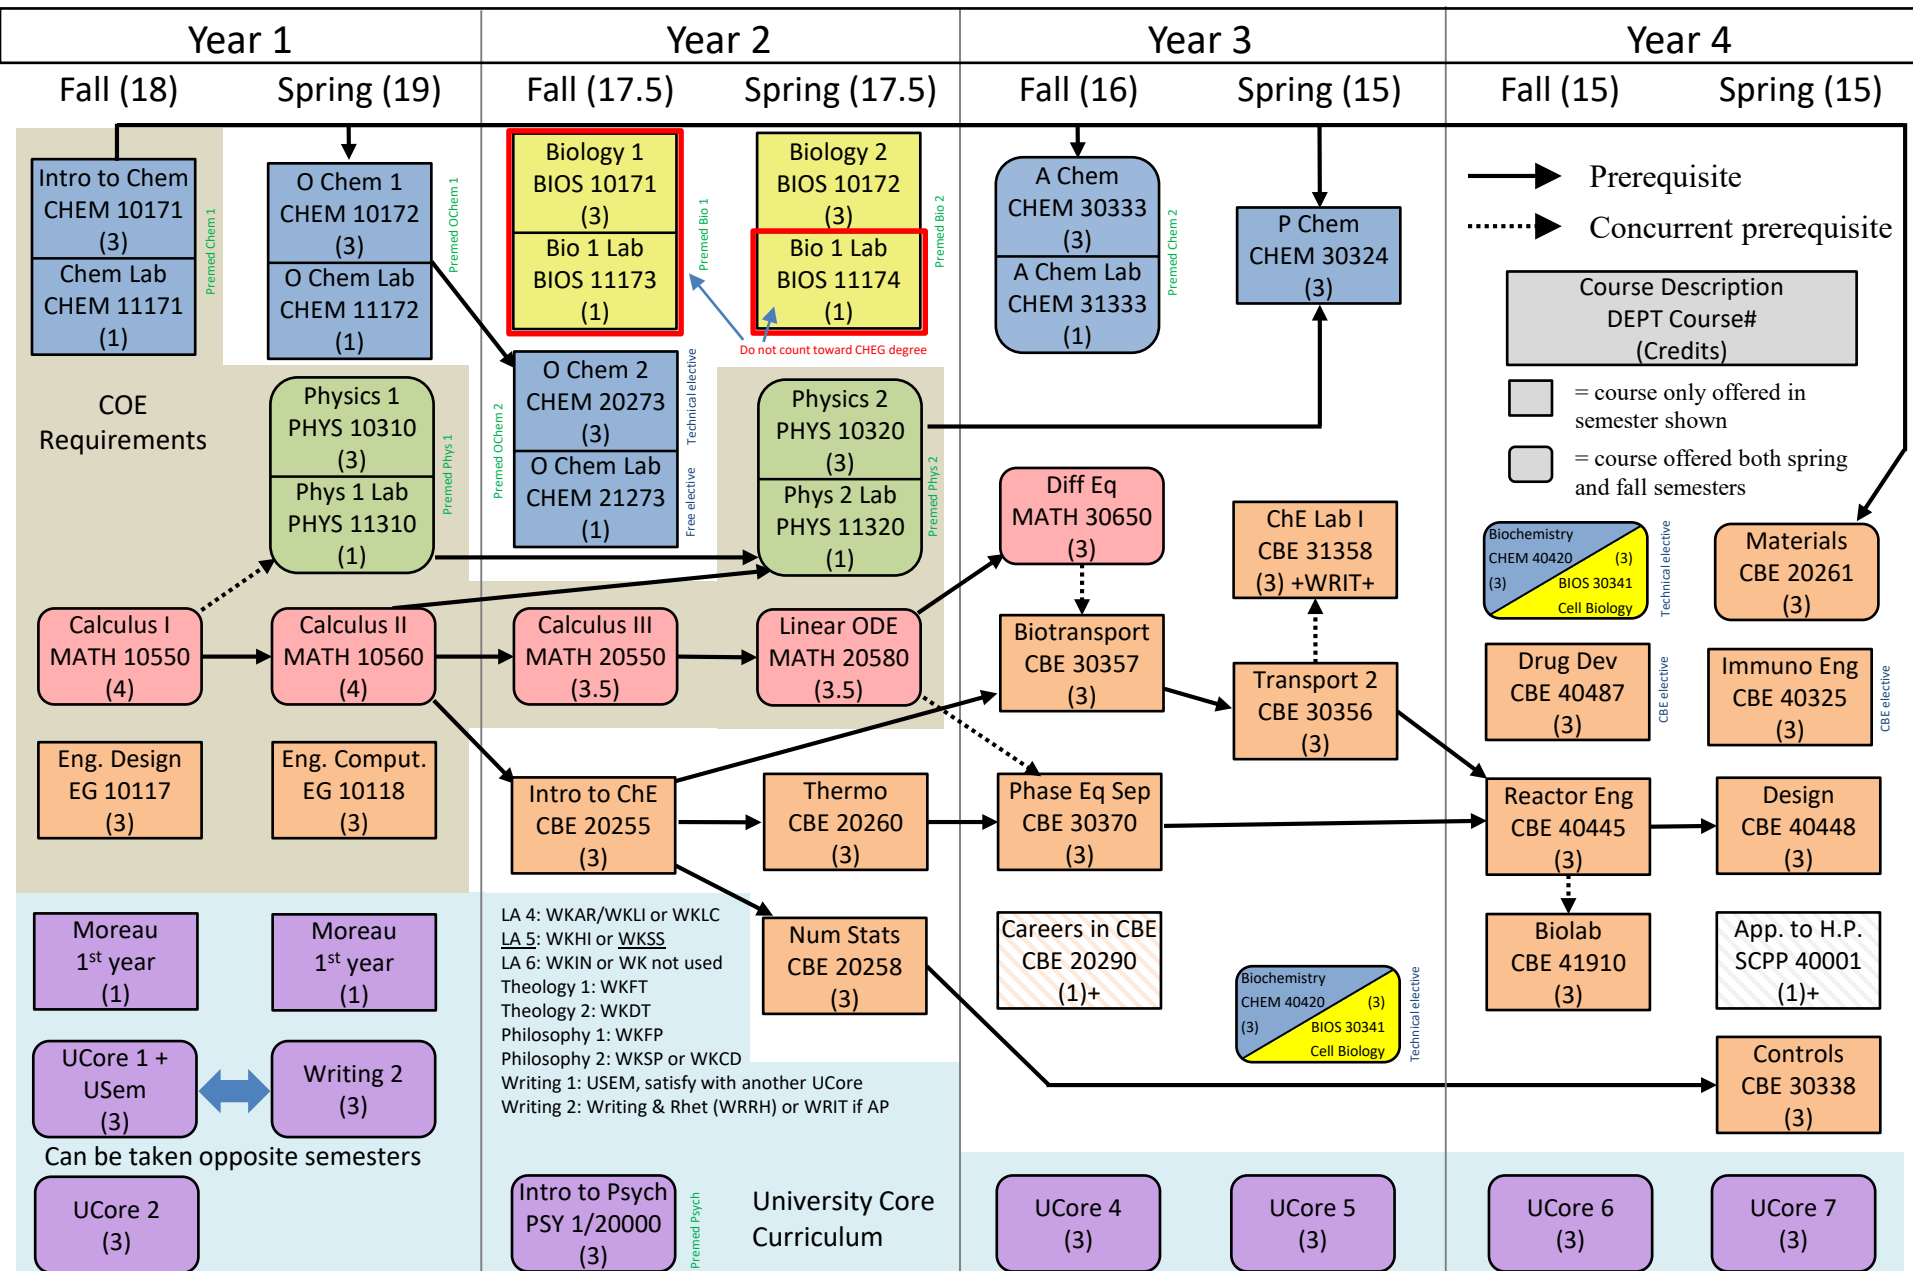 Year 1
Year 2
Year 3
Year 4
Fall (18)
Spring (19)
Fall (17.5)
Spring (17.5)
Fall (16)
Spring (15)
Fall (15)
Spring (15)
Intro to Chem
CHEM 10171
(3)
Chem Lab
CHEM 11171
(1)
Premed Chem 1
COE
Requirements
Calculus I
MATH 10550
(4)
Eng. Design
EG 10117
(3)
Moreau
1st year
(1)
UCore 1 +
USem
(3)
Can be taken opposite semesters
UCore 2
(3)
O Chem 1
CHEM 10172
(3)
O Chem Lab
CHEM 11172
(1)
Premed OChem 1
Physics 1
PHYS 10310
(3)
Phys 1 Lab
PHYS 11310
(1)
Premed Phys 1
Calculus II
MATH 10560
(4)
Eng. Comput.
EG 10118
(3)
Moreau
1st year
(1)
Writing 2
(3)
Biology 1
BIOS 10171
(3)
Bio 1 Lab
BIOS 11173
(1)
Premed Bio 1
Do not count toward CHEG degree
Premed OChem 2
O Chem 2
CHEM 20273
(3)
O Chem Lab
CHEM 21273
(1)
Technical elective
Free elective
Calculus III
MATH 20550
(3.5)
Intro to ChE
CBE 20255
(3)
LA 4: WKAR/WKLI or WKLC
LA 5: WKHI or WKSS
LA 6: WKIN or WK not used
Theology 1: WKFT
Theology 2: WKDT
Philosophy 1: WKFP
Philosophy 2: WKSP or WKCD
Writing 1: USEM, satisfy with another UCore
Writing 2: Writing & Rhet (WRRH) or WRIT if AP
Intro to Psych
PSY 1/20000
(3)
Premed Psych
University Core
Curriculum
Biology 2
BIOS 10172
(3)
Bio 1 Lab
BIOS 11174
(1)
Premed Bio 2
Physics 2
PHYS 10320
(3)
Phys 2 Lab
PHYS 11320
(1)
Premed Phys 2
Linear ODE
MATH 20580
(3.5)
Thermo
CBE 20260
(3)
Num Stats
CBE 20258
(3)
A Chem
CHEM 30333
(3)
A Chem Lab
CHEM 31333
(1)
Premed Chem 2
Diff Eq
MATH 30650
(3)
Biotransport
CBE 30357
(3)
Phase Eq Sep
CBE 30370
(3)
Careers in CBE
CBE 20290
(1)+
UCore 4
(3)
P Chem
CHEM 30324
(3)
ChE Lab I
CBE 31358
(3) +WRIT+
Transport 2
CBE 30356
(3)
Biochemistry
CHEM 40420
(3)
(3)
BIOS 30341
Cell Biology
Technical elective
UCore 5
(3)
Prerequisite
Concurrent prerequisite
Course Description
DEPT Course#
(Credits)
= course only offered in
semester shown
= course offered both spring
and fall semesters
Biochemistry
CHEM 40420
(3)
(3)
BIOS 30341
Cell Biology
Technical elective
Drug Dev
CBE 40487
(3)
CBE elective
Reactor Eng
CBE 40445
(3)
Biolab
CBE 41910
(3)
UCore 6
(3)
Materials
CBE 20261
(3)
Immuno Eng
CBE 40325
(3)
CBE elective
Design
CBE 40448
(3)
App. to H.P.
SCPP 40001
(1)+
Controls
CBE 30338
(3)
UCore 7
(3)